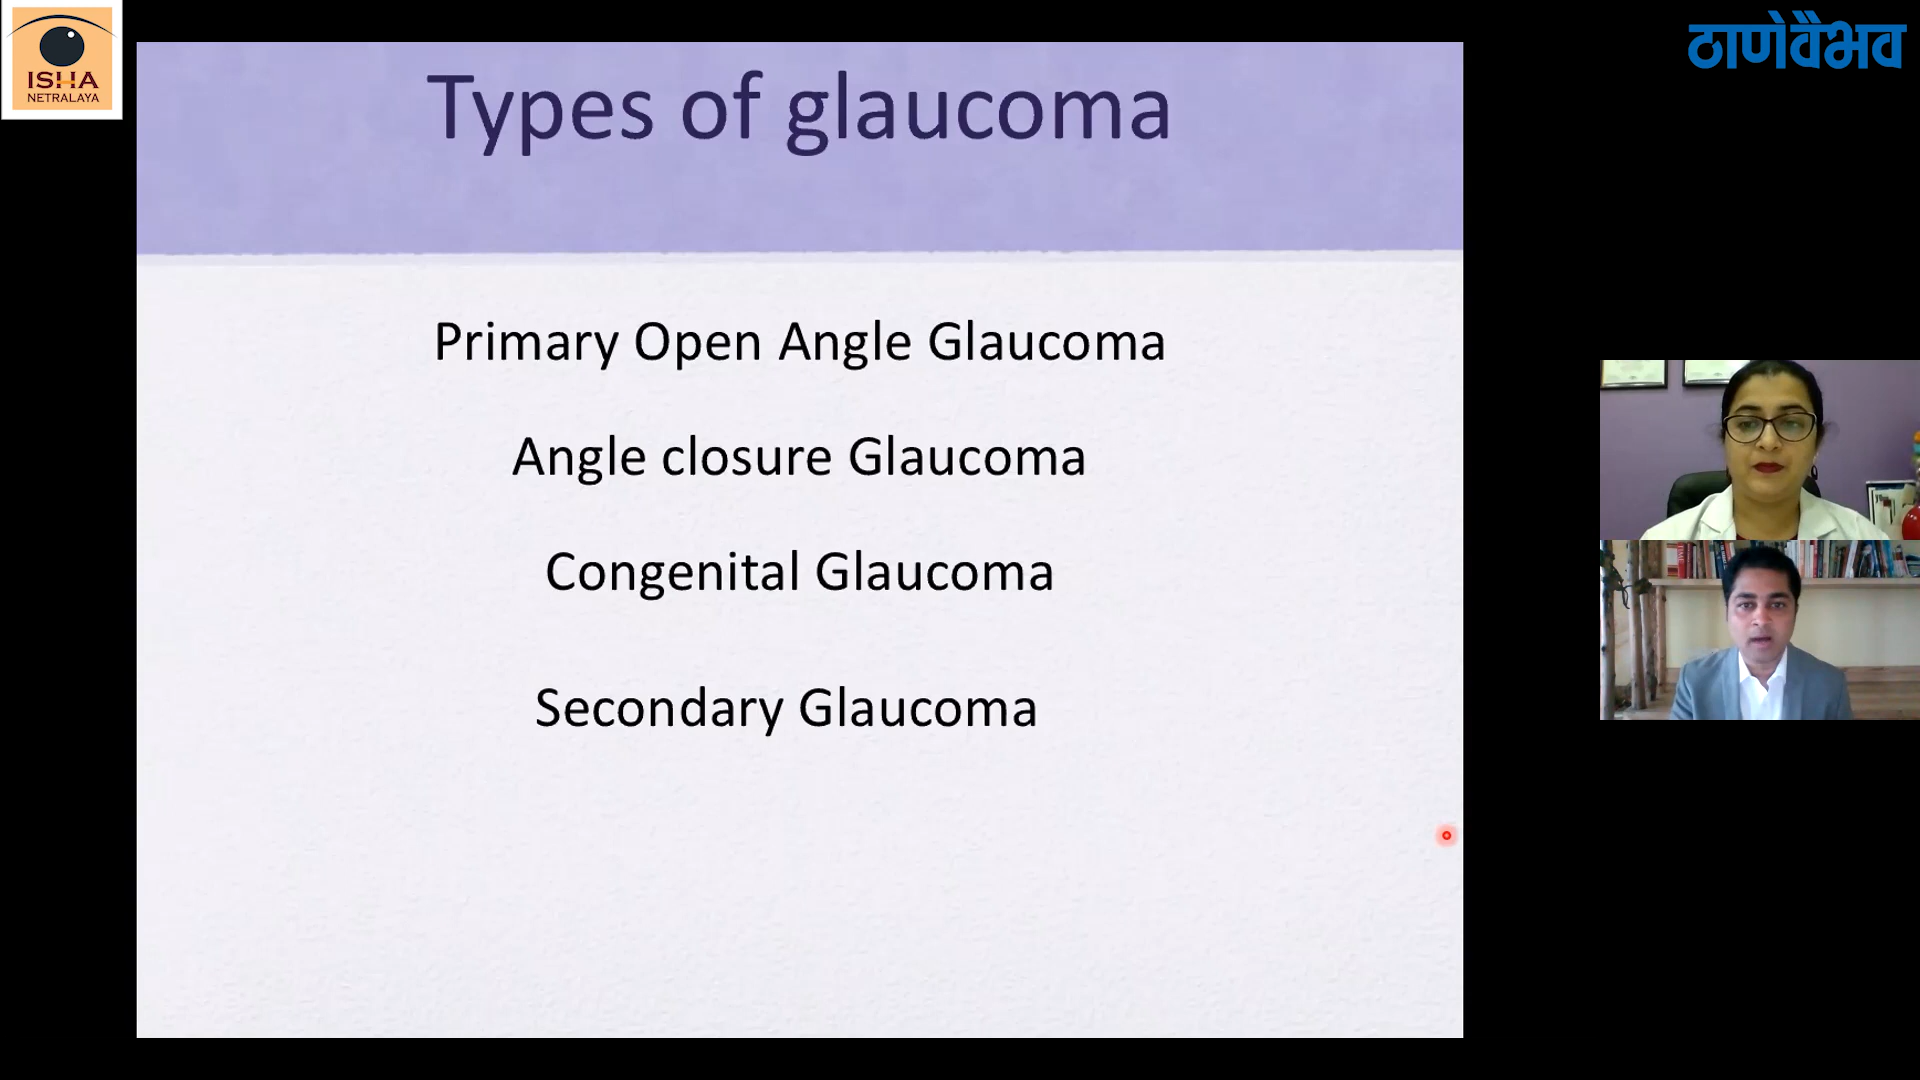 ISHA
NETRALAYA
ठाणेवैभव
Types of glaucoma
Primary Open Angle Glaucoma
Angle closure Glaucoma
Congenital Glaucoma
Secondary Glaucoma